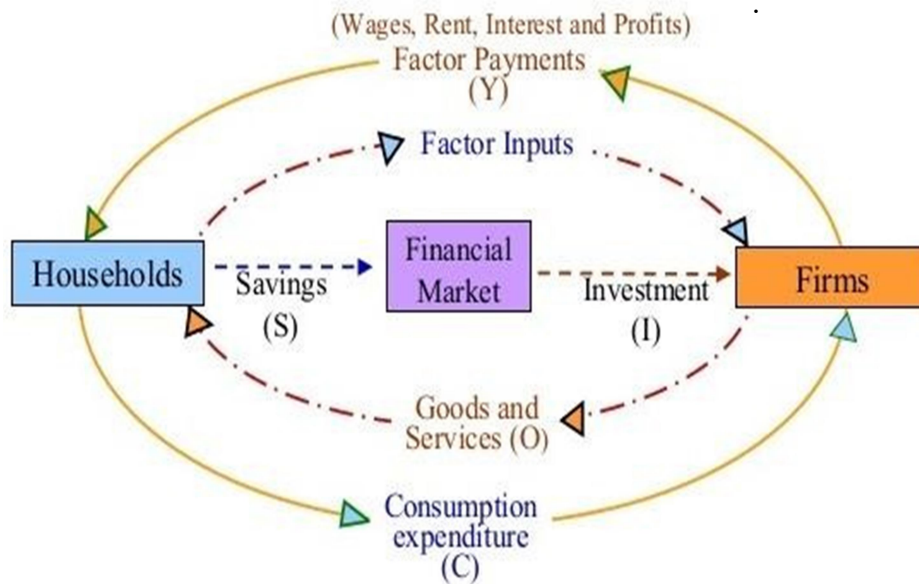 (Wages, Rent, Interest and Profits)
Factor Payments
(Y)
Factor Inputs
Households
Savings
(S)
Financial
Market
Investment
(I)
Firms
Goods and
Services (O)
Consumption
expenditure
(C)